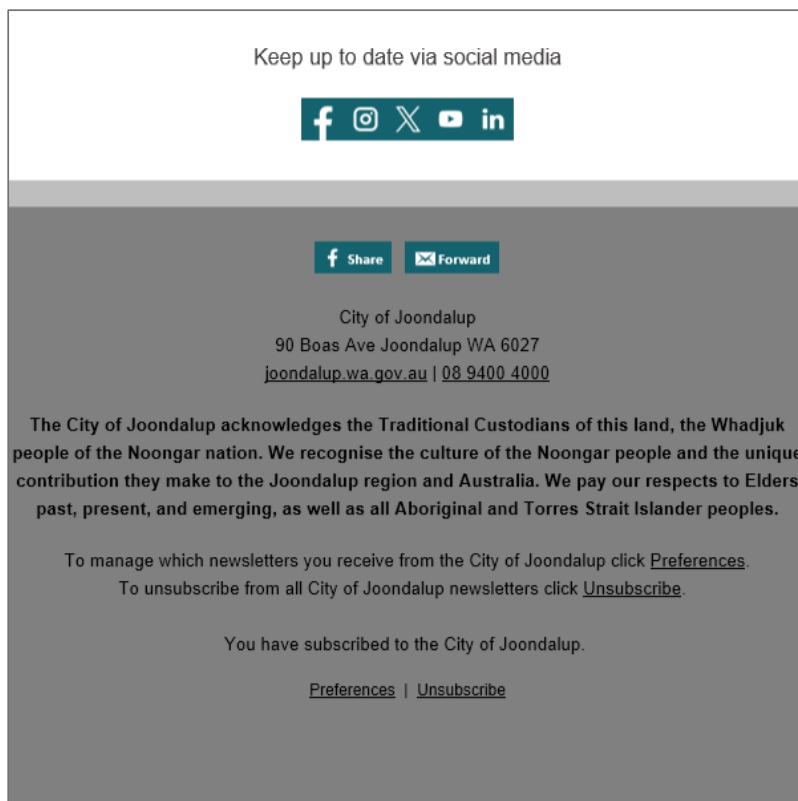 Keep up to date via social media
Share Forward
City of Joondalup
90 Boas Ave Joondalup WA 6027
joondalup.wa.gov.au | 08 9400 4000
The City of Joondalup acknowledges the Traditional Custodians of this land, the Whadjuk
people of the Noongar nation. We recognise the culture of the Noongar people and the unique
contribution they make to the Joondalup region and Australia. We pay our respects to Elders
past, present, and emerging, as well as all Aboriginal and Torres Strait Islander peoples.
To manage which newsletters you receive from the City of Joondalup click Preferences.
To unsubscribe from all City of Joondalup newsletters click Unsubscribe.
You have subscribed to the City of Joondalup.
Preferences | Unsubscribe